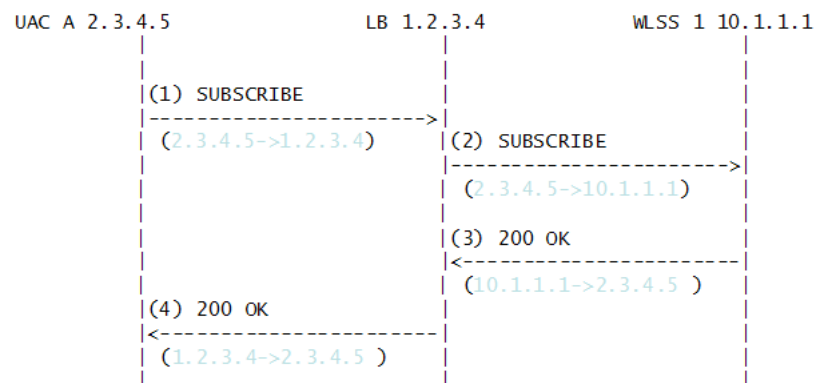 UAC A 2.3.4.5 LB 1.2.3.4 WLSS 1 10.1.1.1
(1) SUBSCRIBE
(2.3.4.5->1.2.3.4)
(2) SUBSCRIBE
(2.3.4.5->10.1.1.1)
(3) 200 OK
(10.1.1.1->2.3.4.5 )
(4) 200 OK
(1.2.3.4->2.3.4.5 )